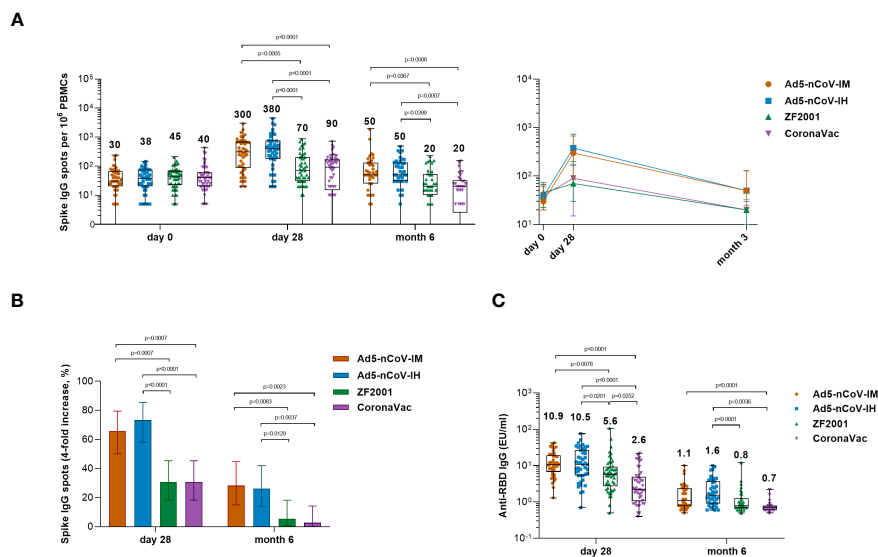 A
p<0.0001
p=0.0005
p=0.0006
p<0.0001
p=0.0367
p<0.0001
p=0.0007
p=0.0399
Spike IgG spots per 10⁶ PBMCs
10⁵
10⁴
10³
10²
10¹
0
30
38
45
40
300
380
70
90
50
50
20
20
day 0
day 28
month 6
10⁴
10³
10²
10¹
day 0
day 28
month 3
Ad5-nCoV-IM
Ad5-nCoV-IH
ZF2001
CoronaVac
B
p=0.0007
p=0.0007
p<0.0001
p<0.0001
p=0.0023
p=0.0083
p=0.0037
p=0.0129
Spike IgG spots (4-fold increase, %)
100
80
60
40
20
0
day 28
month 6
Ad5-nCoV-IM
Ad5-nCoV-IH
ZF2001
CoronaVac
C
p<0.0001
p=0.0078
p<0.0001
p=0.0201
p=0.0252
p<0.0001
p=0.0036
p<0.0001
Anti-RBD IgG (EU/ml)
10³
10²
10¹
10⁰
10⁻¹
10.9
10.5
5.6
2.6
1.1
1.6
0.8
0.7
day 28
month 6
Ad5-nCoV-IM
Ad5-nCoV-IH
ZF2001
CoronaVac